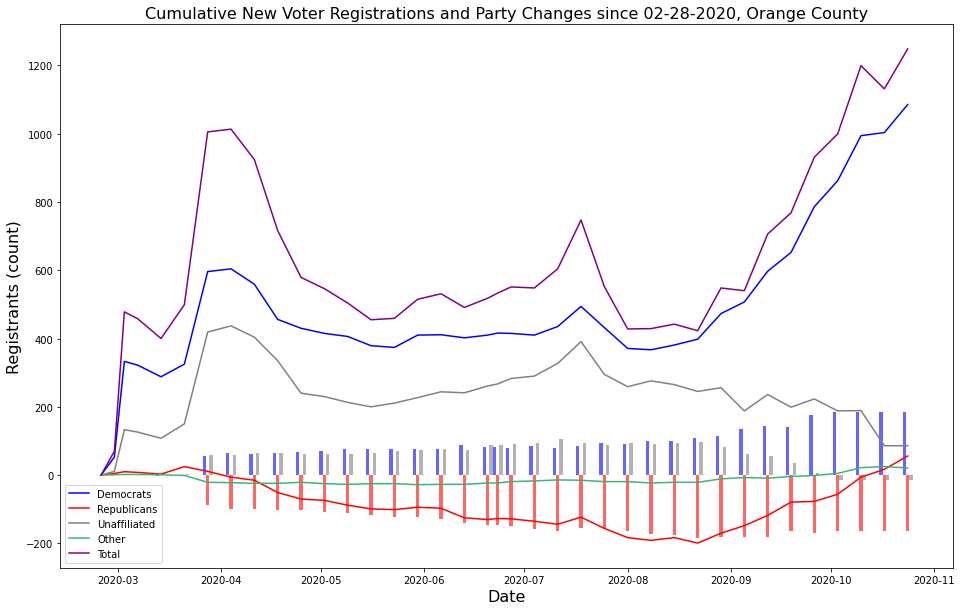 Cumulative New Voter Registrations and Party Changes since 02-28-2020, Orange County
Registrants (count)
1200
1000
800
600
400
200
0
−200
Democrats
Republicans
Unaffiliated
Other
Total
2020-03
2020-04
2020-05
2020-06
2020-07
2020-08
2020-09
2020-10
2020-11
Date